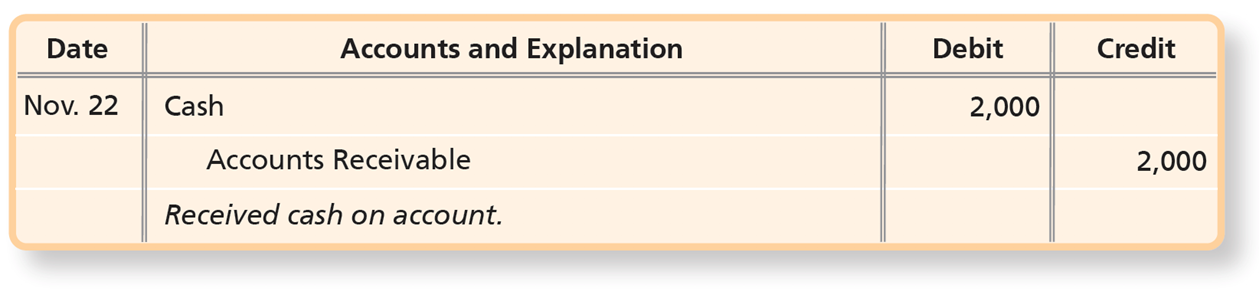 Date Accounts and Explanation Debit Credit
Nov. 22 Cash 2,000
Accounts Receivable 2,000
Received cash on account.